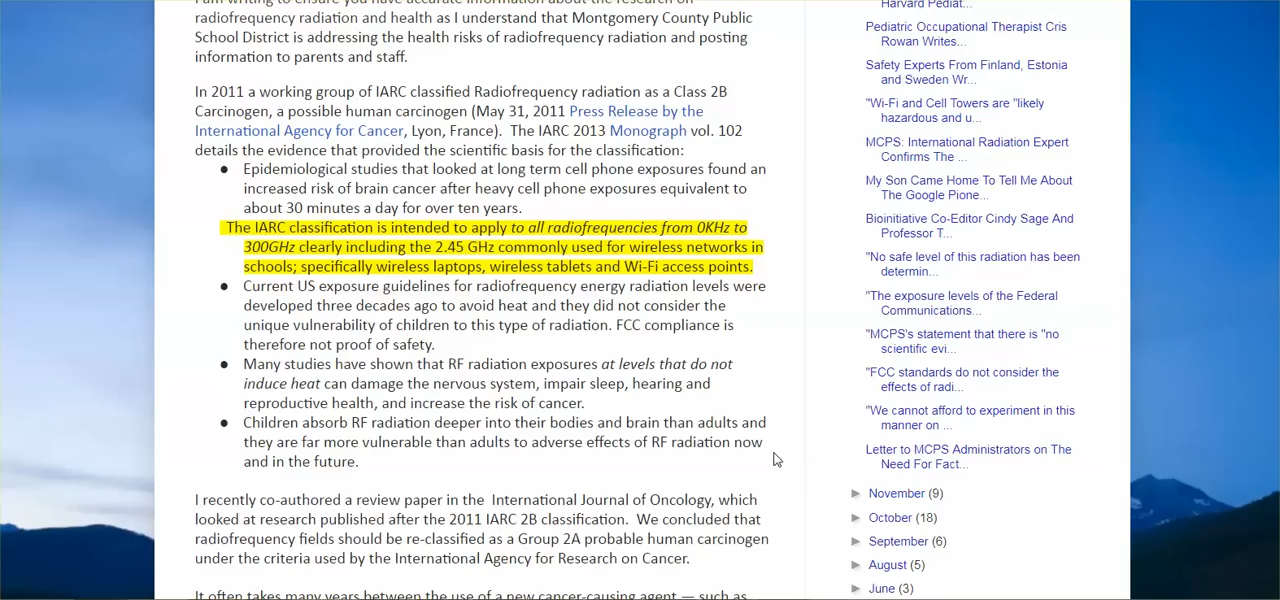 radiofrequency radiation and health as I understand that Montgomery County Public
School District is addressing the health risks of radiofrequency radiation and posting
information to parents and staff.
In 2011 a working group of IARC classified Radiofrequency radiation as a Class 2B
Carcinogen, a possible human carcinogen (May 31, 2011 Press Release by the
International Agency for Cancer, Lyon, France).  The IARC 2013 Monograph vol. 102
details the evidence that provided the scientific basis for the classification:
● Epidemiological studies that looked at long term cell phone exposures found an
increased risk of brain cancer after heavy cell phone exposures equivalent to
about 30 minutes a day for over ten years.
The IARC classification is intended to apply to all radiofrequencies from 0KHz to
300GHz clearly including the 2.45 GHz commonly used for wireless networks in
schools; specifically wireless laptops, wireless tablets and Wi-Fi access points.
● Current US exposure guidelines for radiofrequency energy radiation levels were
developed three decades ago to avoid heat and they did not consider the
unique vulnerability of children to this type of radiation. FCC compliance is
therefore not proof of safety.
● Many studies have shown that RF radiation exposures at levels that do not
induce heat can damage the nervous system, impair sleep, hearing and
reproductive health, and increase the risk of cancer.
● Children absorb RF radiation deeper into their bodies and brain than adults and
they are far more vulnerable than adults to adverse effects of RF radiation now
and in the future.
I recently co-authored a review paper in the  International Journal of Oncology, which
looked at research published after the 2011 IARC 2B classification.  We concluded that
radiofrequency fields should be re-classified as a Group 2A probable human carcinogen
under the criteria used by the International Agency for Research on Cancer.
It often takes many years between the use of a new cancer-causing agent — such as
Harvard Pediat...
Pediatric Occupational Therapist Cris
Rowan Writes...
Safety Experts From Finland, Estonia
and Sweden Wr...
"Wi-Fi and Cell Towers are "likely
hazardous and u...
MCPS: International Radiation Expert
Confirms The ...
My Son Came Home To Tell Me About
The Google Pione...
Bioinitiative Co-Editor Cindy Sage And
Professor T...
"No safe level of this radiation has been
determin...
"The exposure levels of the Federal
Communications...
"MCPS's statement that there is "no
scientific evi...
"FCC standards do not consider the
effects of radi...
"We cannot afford to experiment in this
manner on ...
Letter to MCPS Administrators on The
Need For Fact...
► November (9)
► October (18)
► September (6)
► August (5)
► June (3)